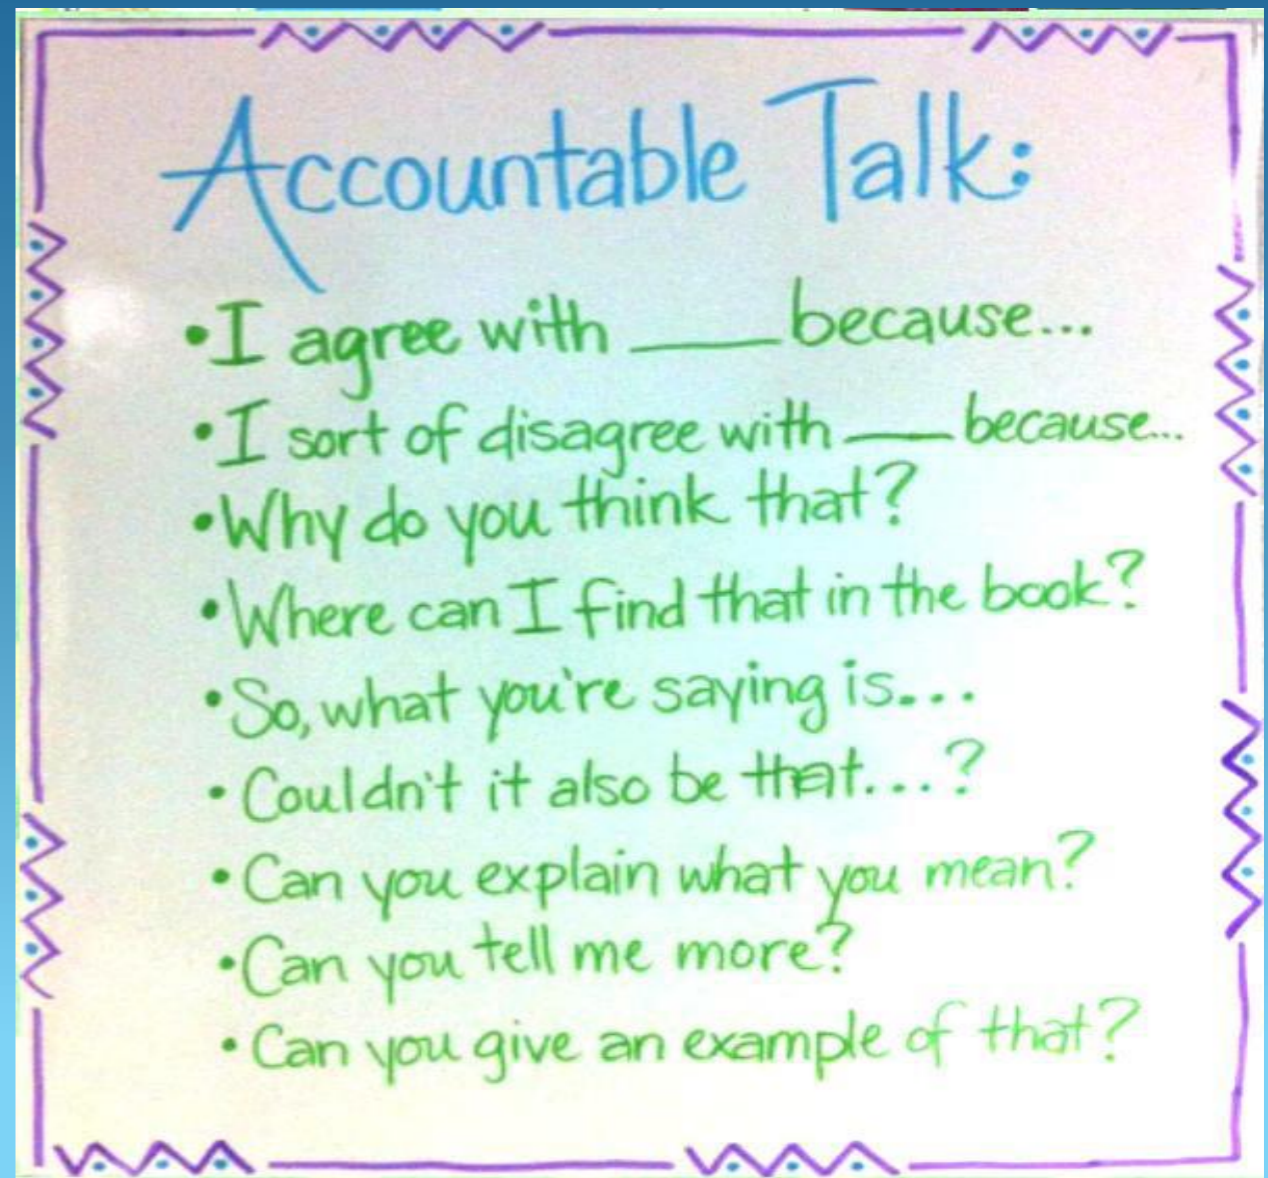 Accountable Talk:
•I agree with ____ because...
•I sort of disagree with ___ because...
•Why do you think that?
•Where can I find that in the book?
•So, what you're saying is...
•Couldn't it also be that...?
•Can you explain what you mean?
•Can you tell me more?
•Can you give an example of that?